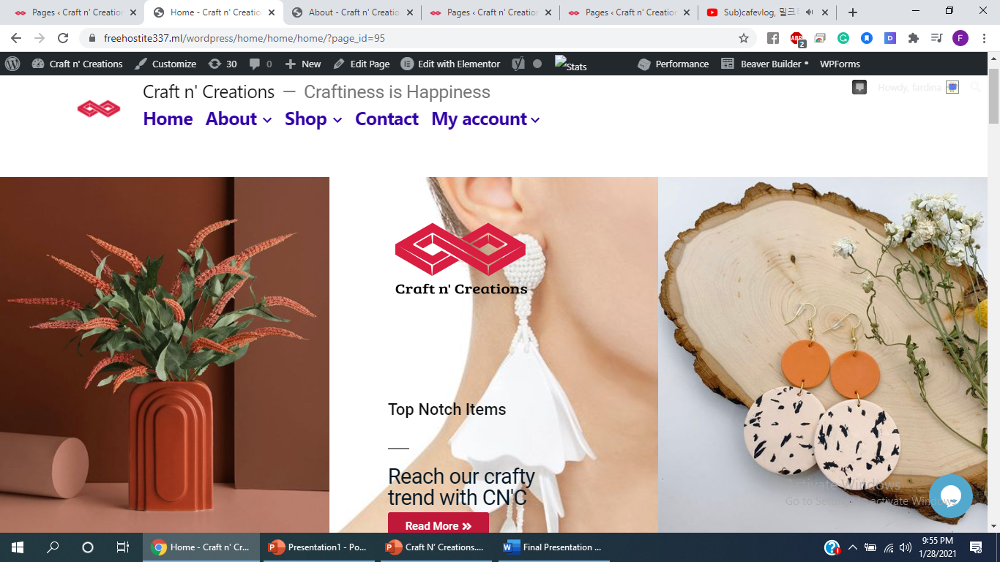 Pages ‹ Craft n' Creation
Home - Craft n' Creatio
About - Craft n' Creatio
Pages ‹ Craft n' Creation
Pages ‹ Craft n' Creation
Sub)cafevlog, 밀크
freehostite337.ml/wordpress/home/home/home/?page_id=95
ABP
2
G
D
F
Craft n' Creations
Customize
30
0
New
Edit Page
Edit with Elementor
Stats
Performance
Beaver Builder •
WPForms
Craft n' Creations — Craftiness is Happiness
Howdy, fardina
Home About Shop Contact My account
Craft n' Creations
Top Notch Items
Reach our crafty
trend with CN'C
Read More »
Activate Windows
Go to Settings to activate Windows.
Home - Craft n' Cr...
Presentation1 - Po...
Craft N' Creations....
Final Presentation ...
9:55 PM
1/28/2021